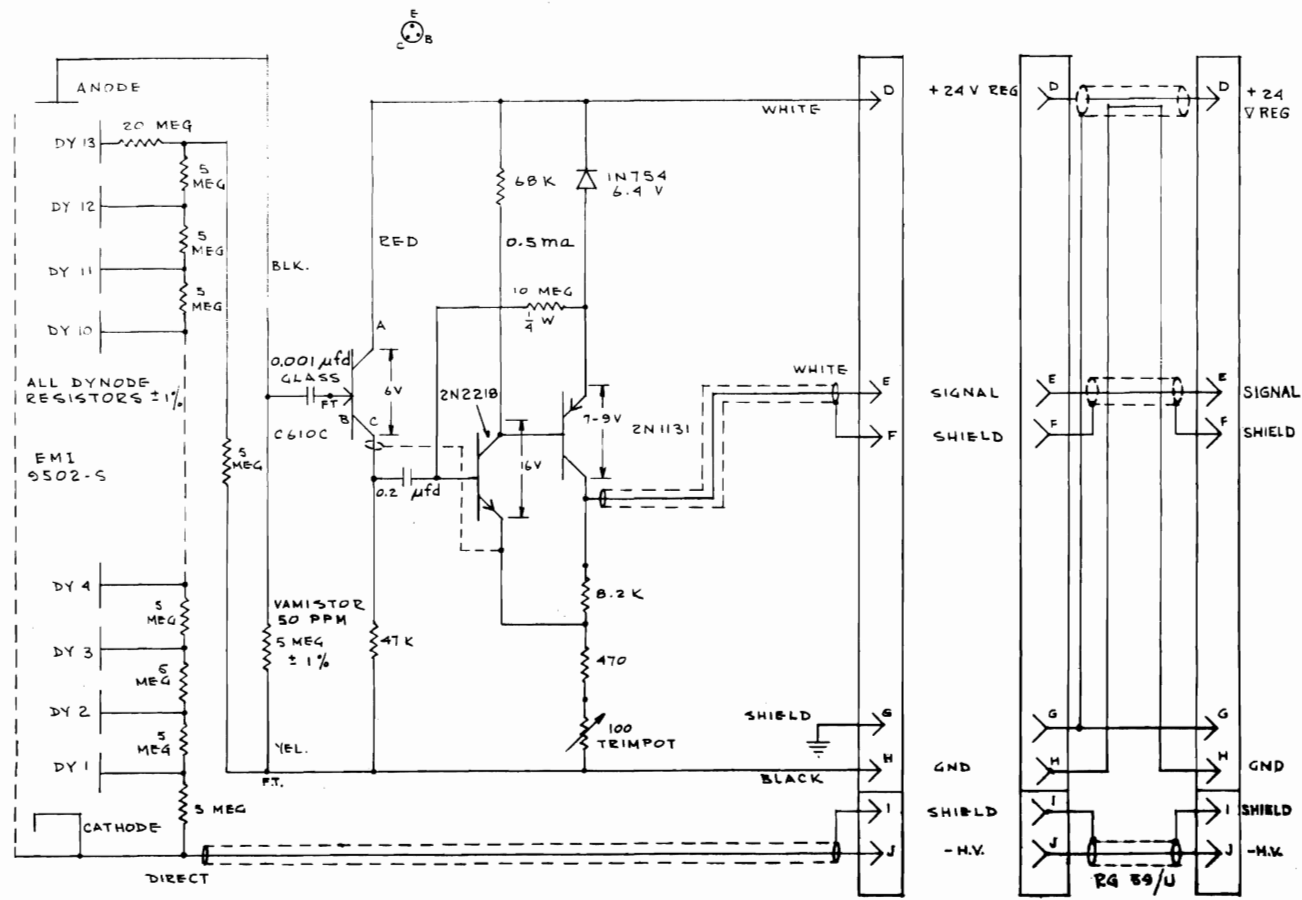 E
C B
ANODE
20 MEG
DY 13
5 MEG
DY 12
5 MEG
DY 11
5 MEG
DY 10
ALL DYNODE
RESISTORS ±1%
EMI
9502-S
5 MEG
DY 4
5 MEG
DY 3
5 MEG
DY 2
5 MEG
DY 1
5 MEG
CATHODE
DIRECT
BLK.
0.001 µfd
GLASS
FT
B
A
C
6V
C610C
RED
VAMISTOR
50 PPM
5 MEG
± 1%
YEL.
F.T.
47K
0.2 µfd
68K
0.5ma
1N754
6.4 V
10 MEG
1/4 W
2N2218
16V
7-9V
2N1131
8.2K
470
100
TRIMPOT
WHITE
WHITE
SHIELD
BLACK
D
E
F
G
H
I
J
+24V REG
SIGNAL
SHIELD
GND
SHIELD
-H.V.
D
E
F
G
H
I
J
RG 59/U
D
E
F
G
H
I
J
+24
V REG
SIGNAL
SHIELD
GND
SHIELD
-H.V.